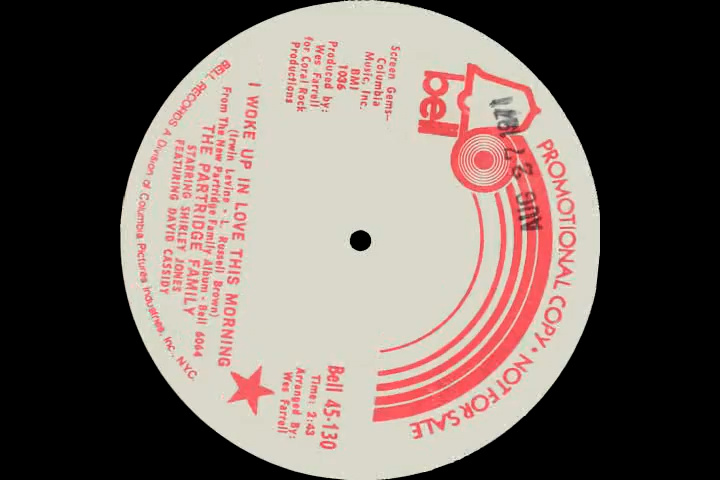 PROMOTIONAL COPY • NOT FOR SALE
bell
AUG 27 1971
Screen Gems—
Columbia
Music, Inc.
BMI
1036
Produced by:
Wes Farrell
for Coral Rock
Productions
Bell 45-130
Time: 2:43
Arranged By:
Wes Farrell
I WOKE UP IN LOVE THIS MORNING
(Irwin Levine - L. Russell Brown)
From The New Partridge Family Album - Bell 6064
THE PARTRIDGE FAMILY
STARRING SHIRLEY JONES
FEATURING DAVID CASSIDY
BELL RECORDS A Division of Columbia Pictures Industries, Inc., N.Y.C.